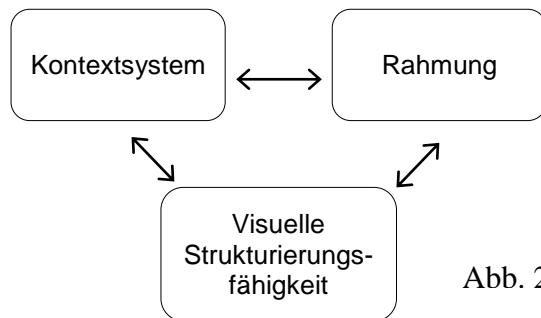 Kontextsystem
Rahmung
Visuelle
Strukturierungs-
fähigkeit
Abb. 2